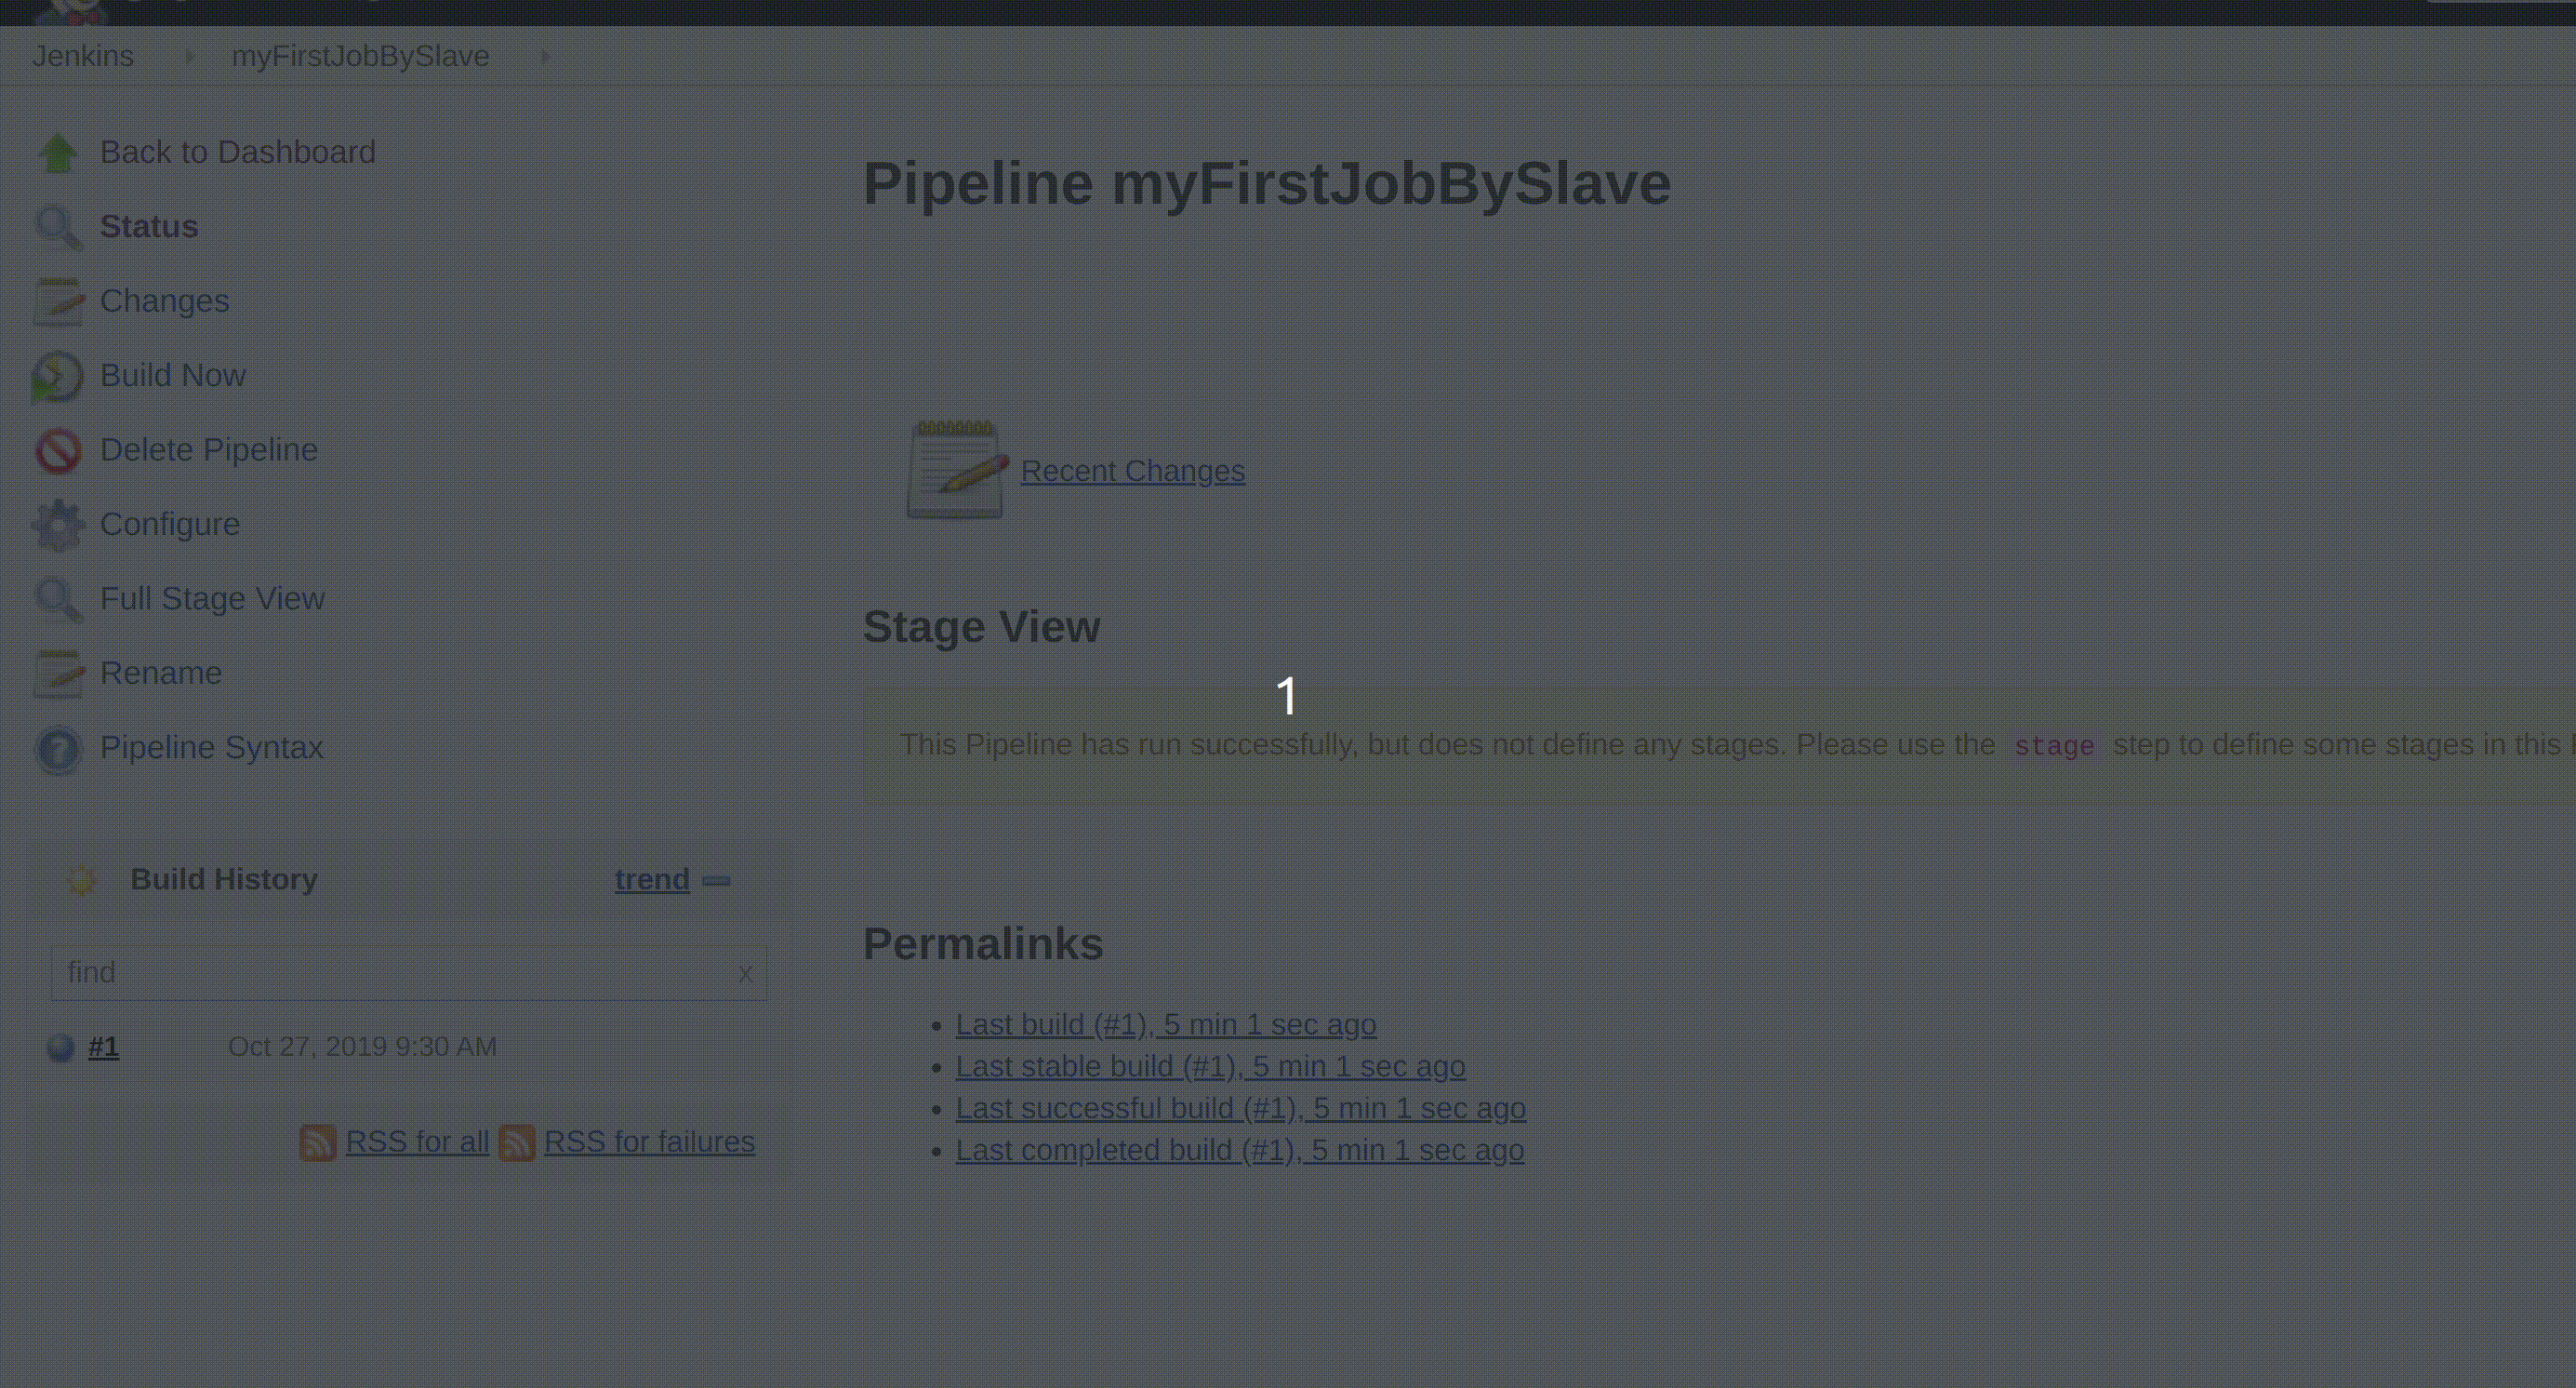 Jenkins myFirstJobBySlave
Back to Dashboard
Status
Changes
Build Now
Delete Pipeline
Configure
Full Stage View
Rename
Pipeline Syntax
Build History trend
find x
#1 Oct 27, 2019 9:30 AM
RSS for all RSS for failures
Pipeline myFirstJobBySlave
Recent Changes
Stage View
1
This Pipeline has run successfully, but does not define any stages. Please use the stage step to define some stages in this
Permalinks
Last build (#1), 5 min 1 sec ago
Last stable build (#1), 5 min 1 sec ago
Last successful build (#1), 5 min 1 sec ago
Last completed build (#1), 5 min 1 sec ago